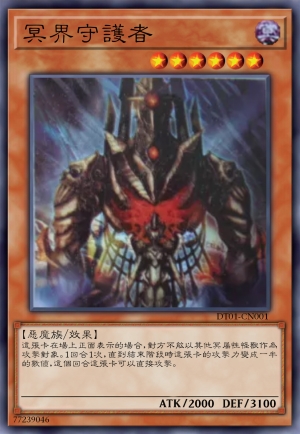 冥界守護者
DT01-CN001
【惡魔族/效果】
這張卡在場上正面表示的場合，對方不能以其他冥屬性怪獸作為
攻擊對象。1回合1次，直到結束階段時這張卡的攻擊力變成一半
的數值，這個回合這張卡可以直接攻擊。
ATK/2000 DEF/3100
77239046